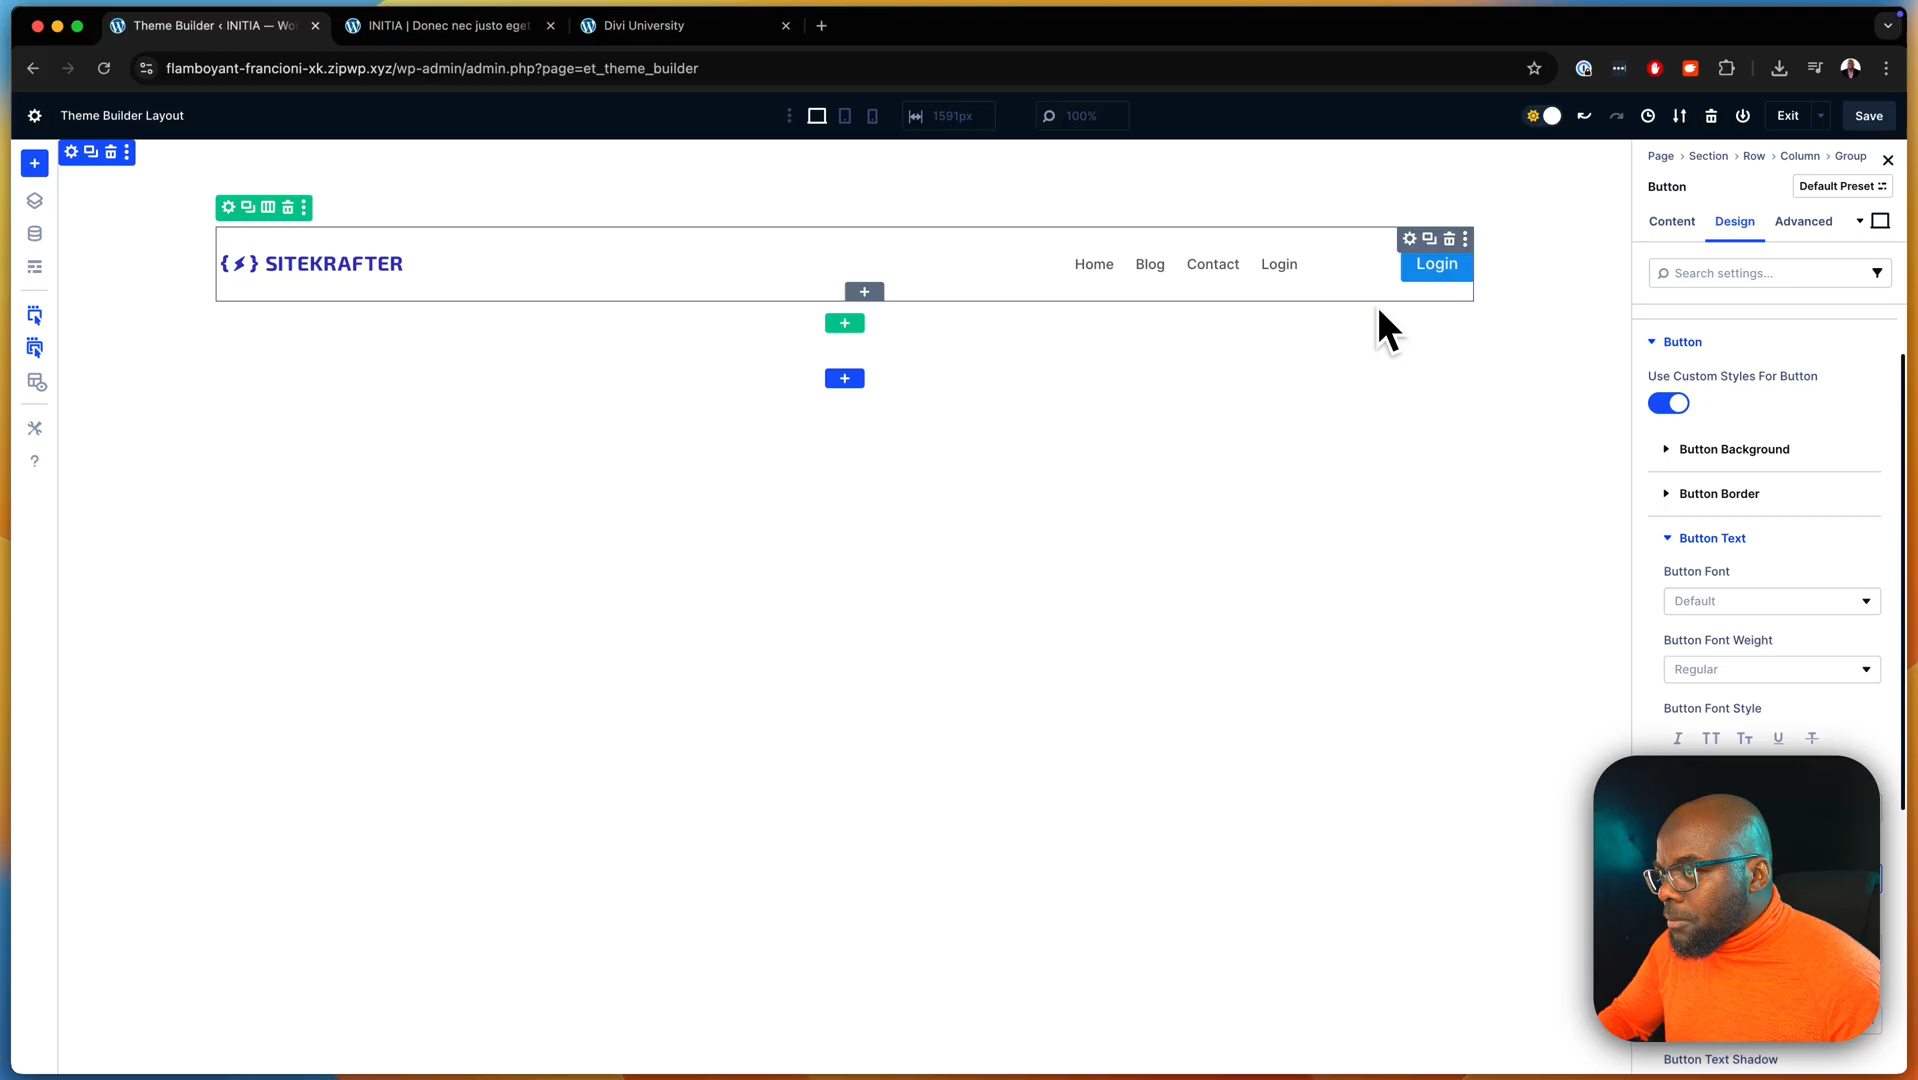 Theme Builder ‹ INITIA — Wo
INITIA | Donec nec justo eget
Divi University
flamboyant-francioni-xk.zipwp.xyz/wp-admin/admin.php?page=et_theme_builder
Theme Builder Layout
1591px
100%
Exit
Save
Page > Section > Row > Column > Group
Button
Default Preset
Content
Design
Advanced
Search settings...
{⚡} SITEKRAFTER
Home
Blog
Contact
Login
Login
Button
Use Custom Styles For Button
Button Background
Button Border
Button Text
Button Font
Default
Button Font Weight
Regular
Button Font Style
I TT Tт U T
Button Text Shadow